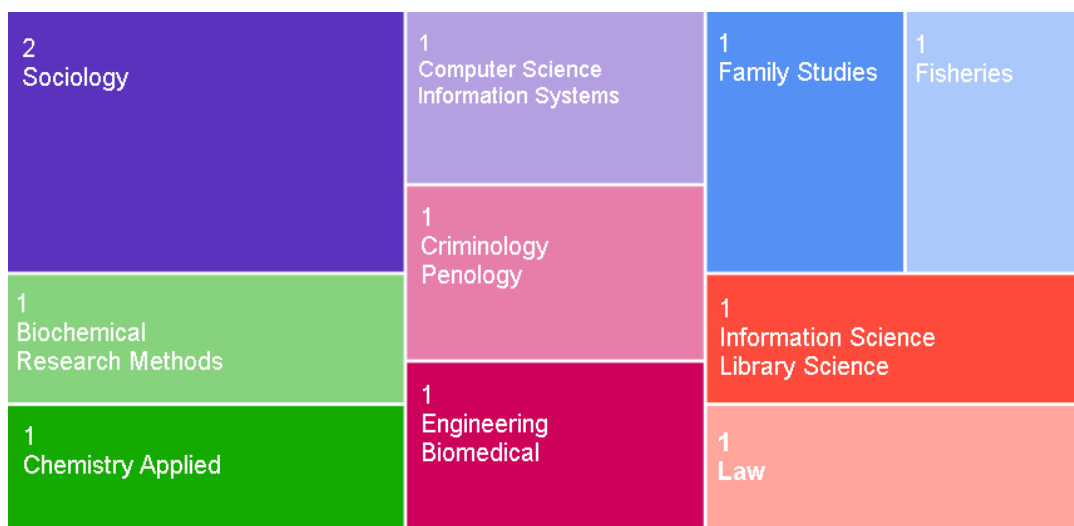 2
Sociology
1
Biochemical
Research Methods
1
Chemistry Applied
1
Computer Science
Information Systems
1
Criminology
Penology
1
Engineering
Biomedical
1
Family Studies
1
Fisheries
1
Information Science
Library Science
1
Law